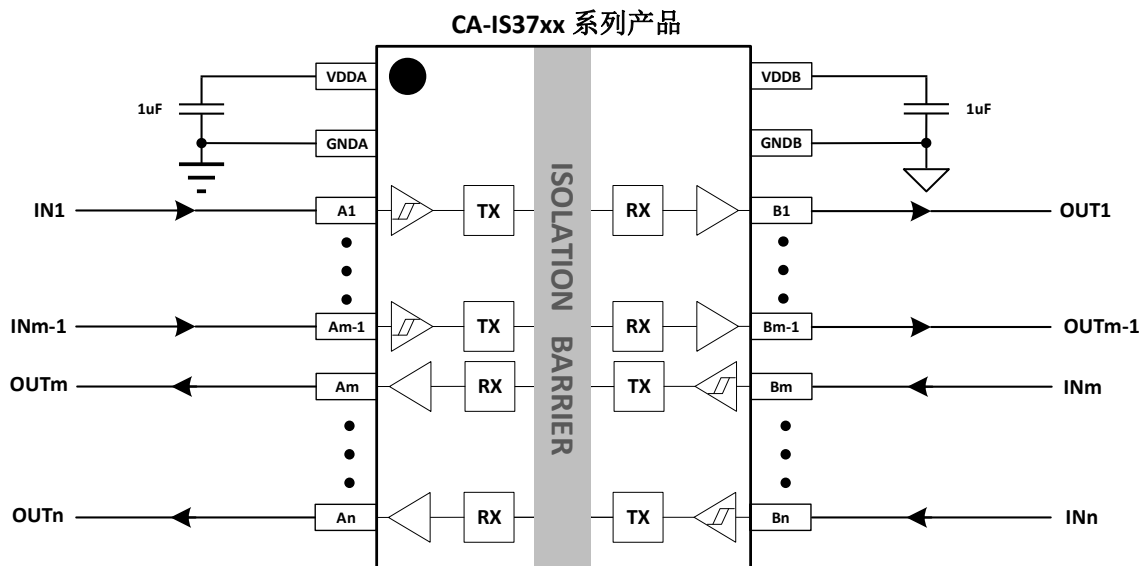 CA-IS37xx 系列产品
VDDA
VDDB
1uF
1uF
GNDA
GNDB
ISOLATION BARRIER
IN1
A1
TX
RX
B1
OUT1
INm-1
Am-1
TX
RX
Bm-1
OUTm-1
OUTm
Am
RX
TX
Bm
INm
OUTn
An
RX
TX
Bn
INn